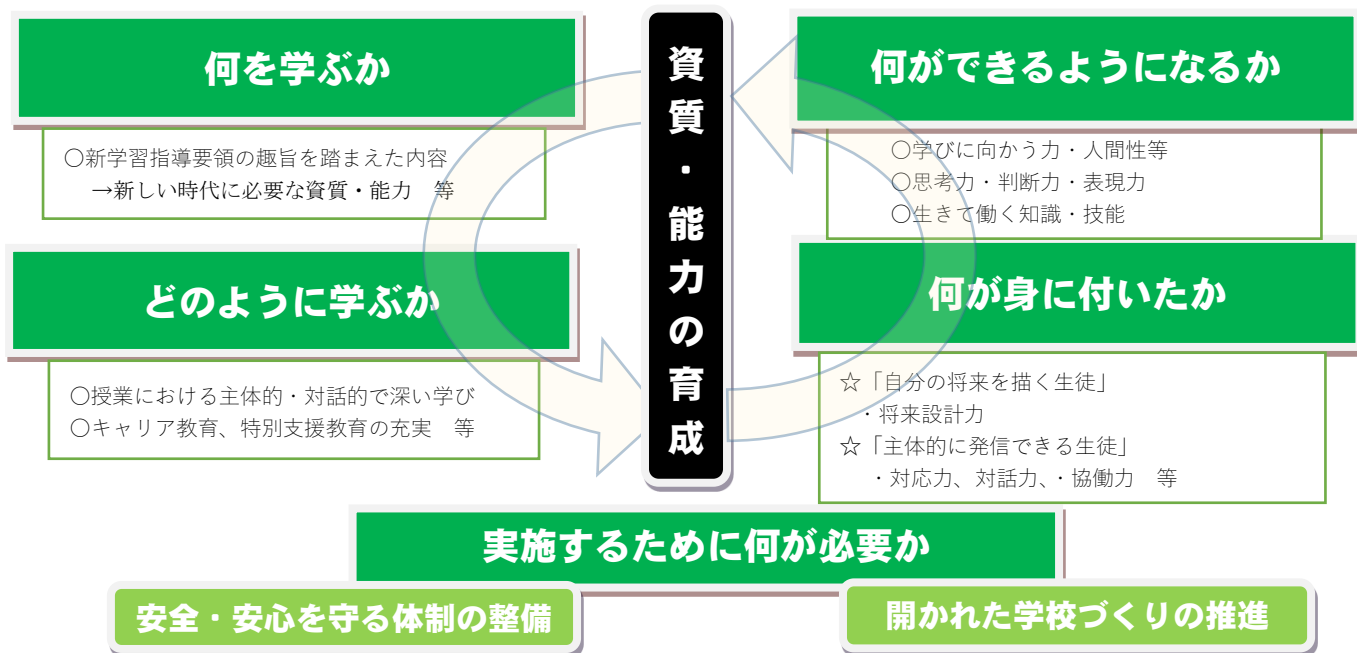 何を学ぶか
〇新学習指導要領の趣旨を踏まえた内容
→新しい時代に必要な資質・能力　等
どのように学ぶか
〇授業における主体的・対話的で深い学び
〇キャリア教育、特別支援教育の充実　等
資質・能力の育成
何ができるようになるか
〇学びに向かう力・人間性等
〇思考力・判断力・表現力
〇生きて働く知識・技能
何が身に付いたか
☆「自分の将来を描く生徒」
・将来設計力
☆「主体的に発信できる生徒」
・対応力、対話力、・協働力　等
実施するために何が必要か
安全・安心を守る体制の整備
開かれた学校づくりの推進